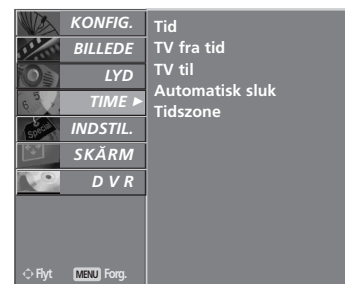 KONFIG.
BILLEDE
LYD
TIME ►
INDSTIL.
SKÄRM
D V R
Flyt MENU Forg.
Tid
TV fra tid
TV til
Automatisk sluk
Tidszone